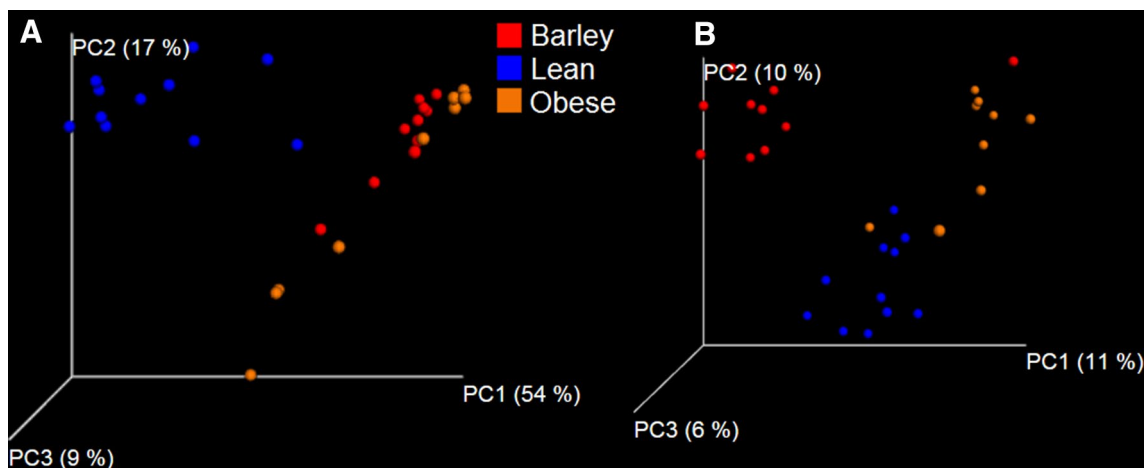 A
PC2 (17 %)
Barley
Lean
Obese
PC1 (54 %)
PC3 (9 %)
B
PC2 (10 %)
PC1 (11 %)
PC3 (6 %)